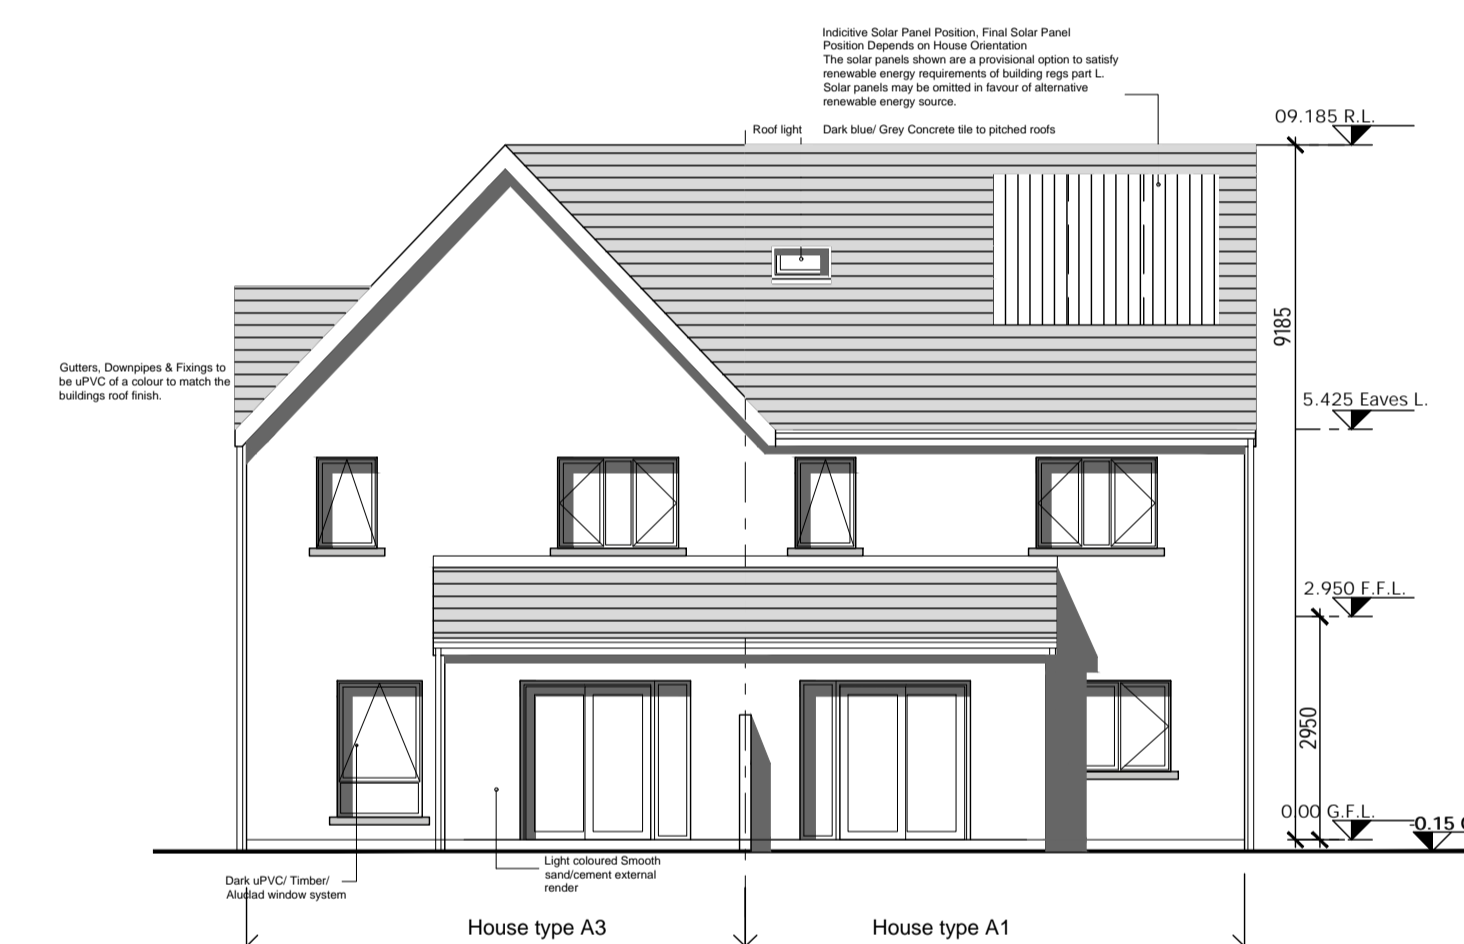 Indicitive Solar Panel Position, Final Solar Panel
Position Depends on House Orientation
The solar panels shown are a provisional option to satisfy
renewable energy requirements of building regs part L.
Solar panels may be omitted in favour of alternative
renewable energy source.
Roof light
Dark blue/ Grey Concrete tile to pitched roofs
09.185 R.L.
9185
Gutters, Downpipes & Fixings to
be uPVC of a colour to match the
buildings roof finish.
5.425 Eaves L.
2.950 F.F.L.
2950
0.00 G.F.L.
-0.15
Light coloured Smooth
sand/cement external
render
Dark uPVC/ Timber/
Aluclad window system
House type A3
House type A1